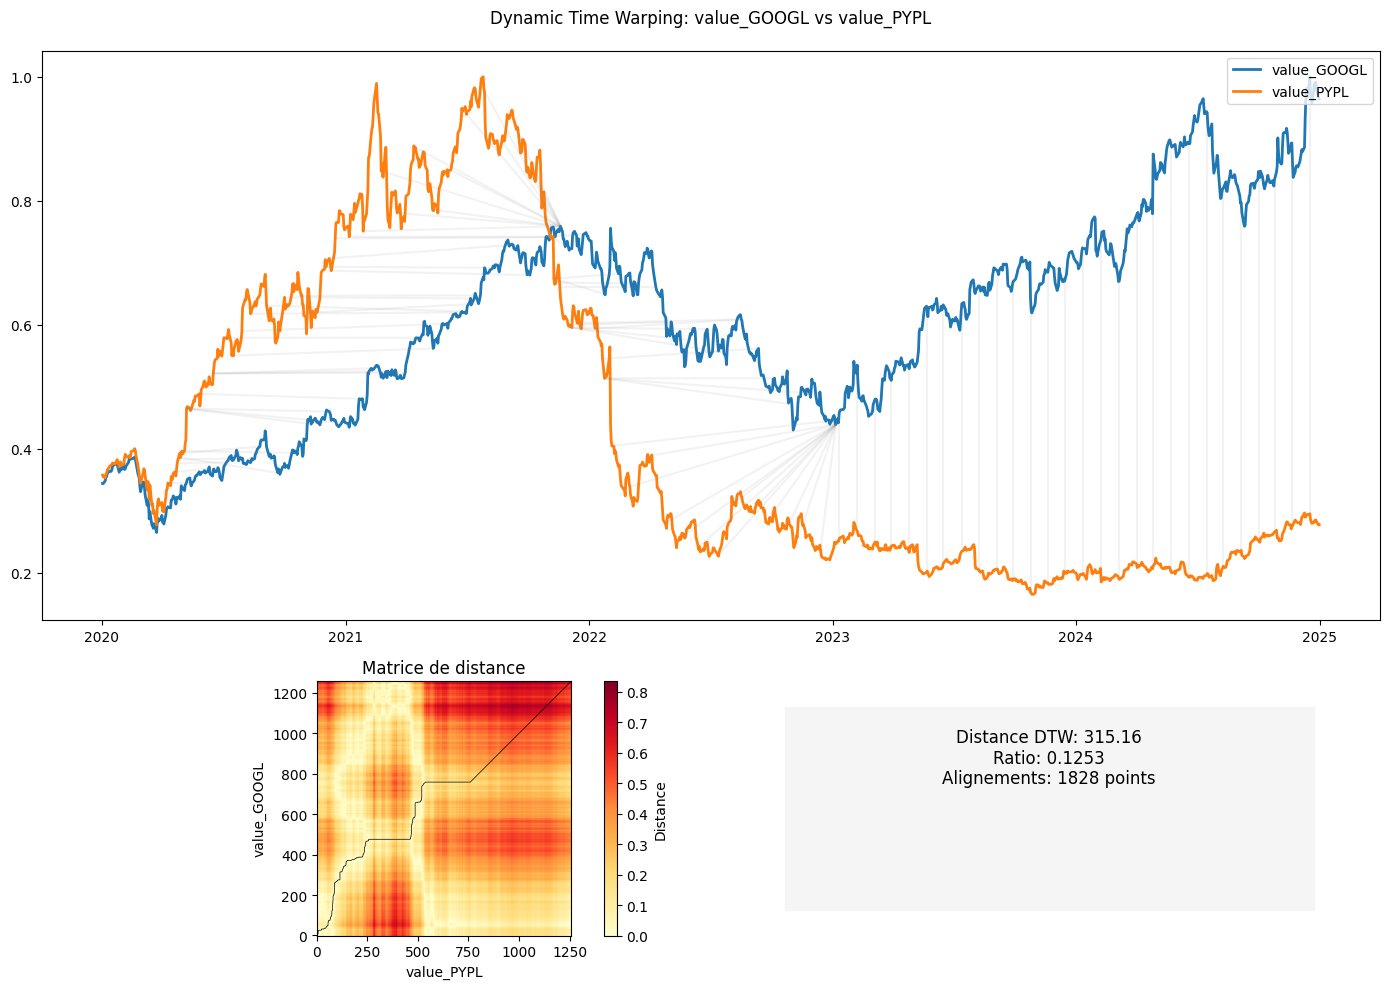 Dynamic Time Warping: value_GOOGL vs value_PYPL
value_GOOGL
value_PYPL
1.0
0.8
0.6
0.4
0.2
2020 2021 2022 2023 2024 2025
Matrice de distance
value_GOOGL
1200
1000
800
600
400
200
0
0 250 500 750 1000 1250
value_PYPL
0.8
0.7
0.6
0.5
0.4
0.3
0.2
0.1
0.0
Distance
Distance DTW: 315.16
Ratio: 0.1253
Alignements: 1828 points